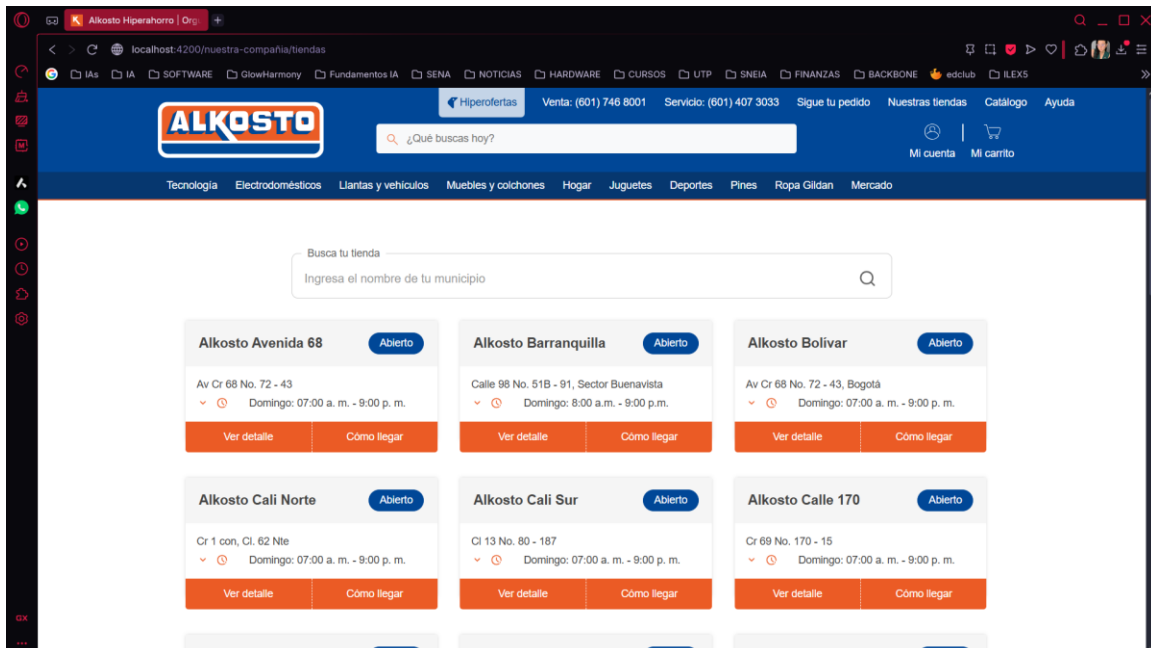 Alkosto Hiperahorro | Org
localhost:4200/nuestra-compañia/tiendas
IAs IA SOFTWARE GlowHarmony Fundamentos IA SENA NOTICIAS HARDWARE CURSOS UTP SNEIA FINANZAS BACKBONE edclub ILEX5
Hiperofertas Venta: (601) 746 8001 Servicio: (601) 407 3033 Sigue tu pedido Nuestras tiendas Catálogo Ayuda
ALKOSTO
¿Qué buscas hoy?
Mi cuenta Mi carrito
Tecnología Electrodomésticos Llantas y vehículos Muebles y colchones Hogar Juguetes Deportes Pines Ropa Gildan Mercado
Busca tu tienda
Ingresa el nombre de tu municipio
Alkosto Avenida 68 Abierto
Av Cr 68 No. 72 - 43
Domingo: 07:00 a. m. - 9:00 p. m.
Ver detalle Cómo llegar
Alkosto Barranquilla Abierto
Calle 98 No. 51B - 91, Sector Buenavista
Domingo: 8:00 a.m. - 9:00 p.m.
Ver detalle Cómo llegar
Alkosto Bolivar Abierto
Av Cr 68 No. 72 - 43, Bogotá
Domingo: 07:00 a. m. - 9:00 p. m.
Ver detalle Cómo llegar
Alkosto Cali Norte Abierto
Cr 1 con, Cl. 62 Nte
Domingo: 07:00 a. m. - 9:00 p. m.
Ver detalle Cómo llegar
Alkosto Cali Sur Abierto
Cl 13 No. 80 - 187
Domingo: 07:00 a. m. - 9:00 p. m.
Ver detalle Cómo llegar
Alkosto Calle 170 Abierto
Cr 69 No. 170 - 15
Domingo: 07:00 a. m. - 9:00 p. m.
Ver detalle Cómo llegar
GX